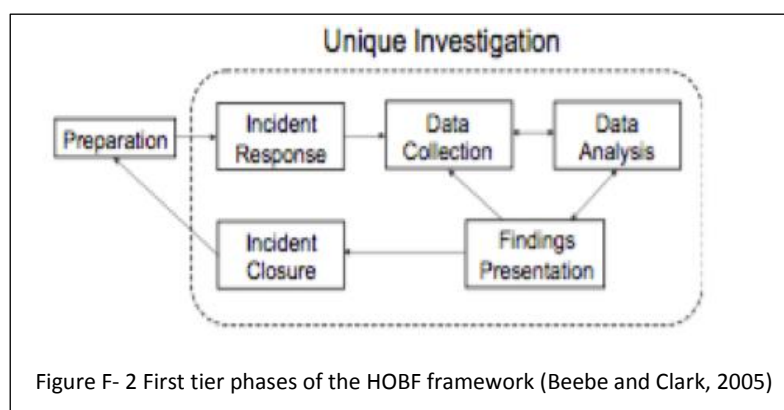 Unique Investigation
Preparation
Incident
Response
Data
Collection
Data
Analysis
Incident
Closure
Findings
Presentation
Figure F- 2 First tier phases of the HOBF framework (Beebe and Clark, 2005)